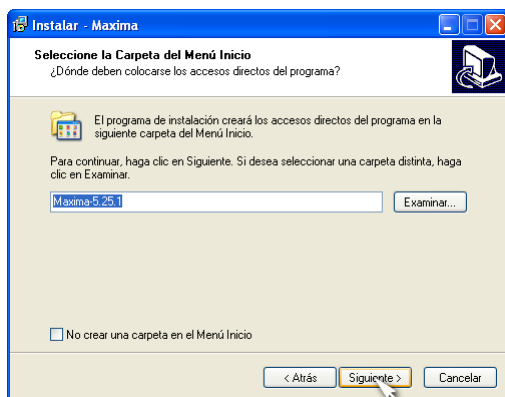 Instalar - Maxima
Seleccione la Carpeta del Menú Inicio
¿Dónde deben colocarse los accesos directos del programa?
El programa de instalación creará los accesos directos del programa en la
siguiente carpeta del Menú Inicio.
Para continuar, haga clic en Siguiente. Si desea seleccionar una carpeta distinta, haga
clic en Examinar.
Maxima-5.25.1
Examinar...
No crear una carpeta en el Menú Inicio
< Atrás
Siguiente >
Cancelar